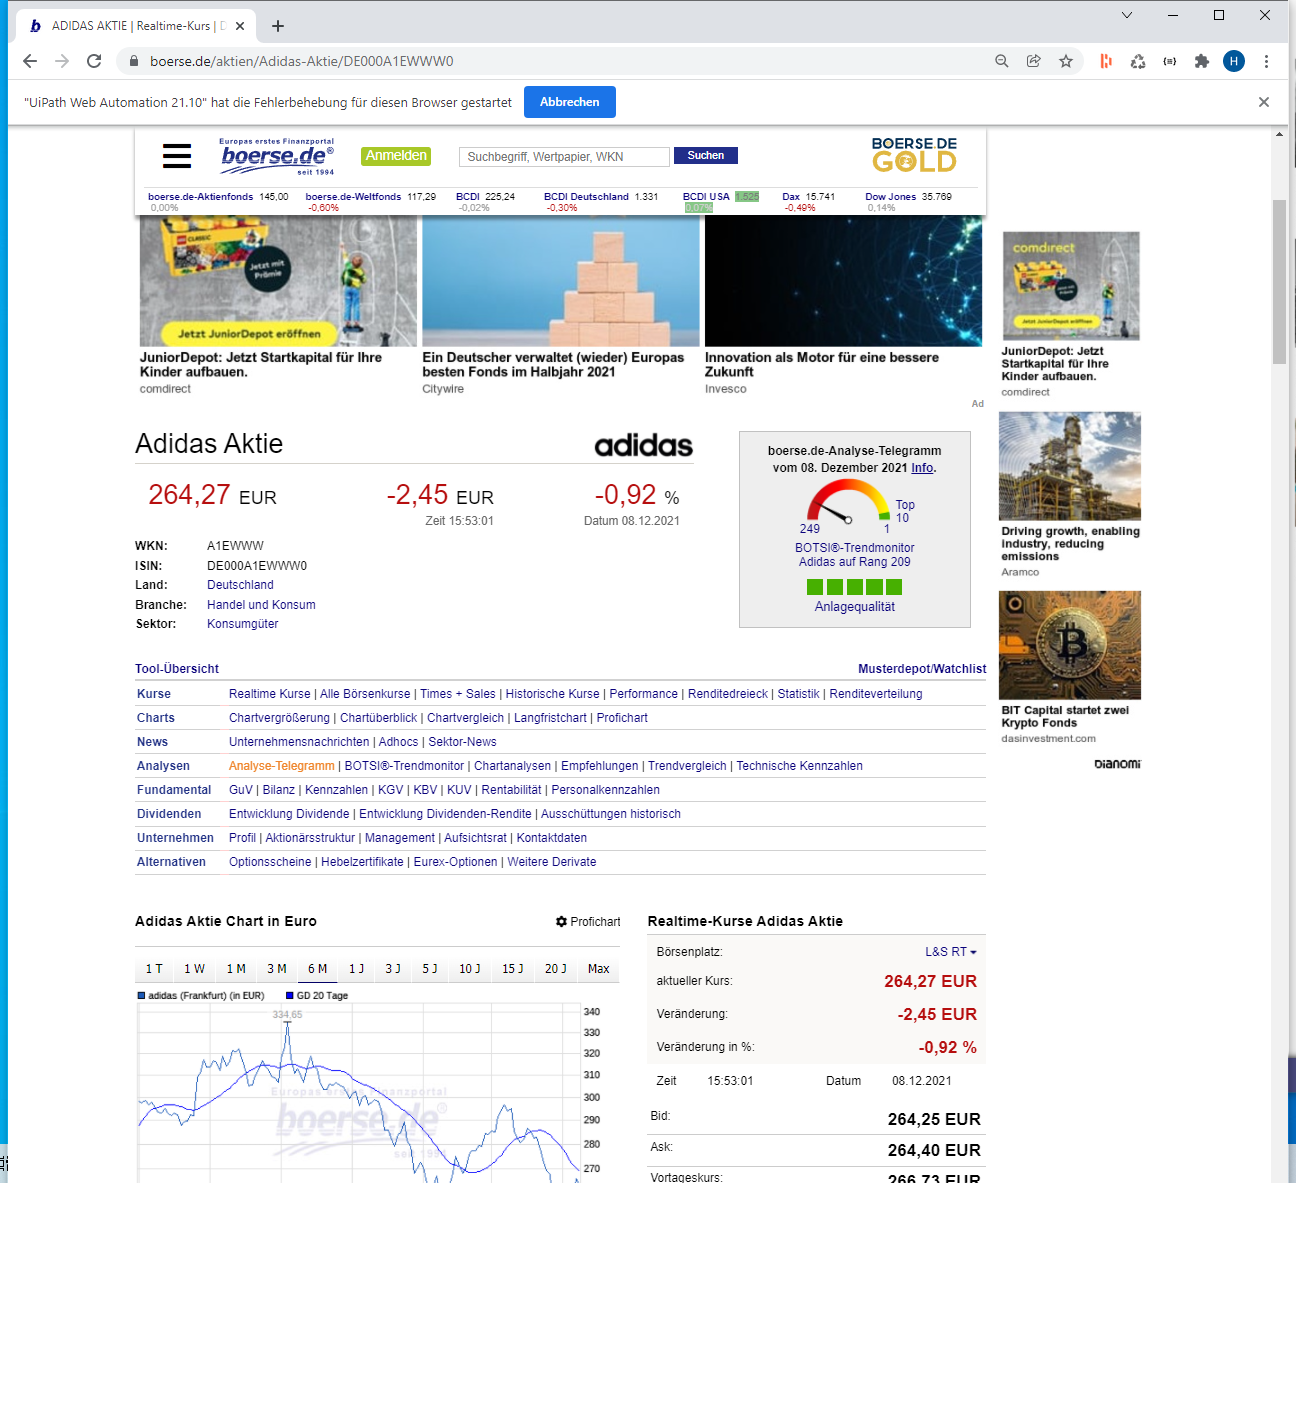 ADIDAS AKTIE | Realtime-Kurs |
boerse.de/aktien/Adidas-Aktie/DE000A1EWWW0
H
"UiPath Web Automation 21.10" hat die Fehlerbehebung für diesen Browser gestartet
Abbrechen
Europas erstes Finanzportal
boerse.de®
seit 1994
Anmelden
Suchbegriff, Wertpapier, WKN
Suchen
BOERSE.DE
GOLD
boerse.de-Aktienfonds 145,00 boerse.de-Weltfonds 117,29 BCDI 225,24 BCDI Deutschland 1.331 BCDI USA 1.525 Dax 15.741 Dow Jones 35.769
0,00% -0,60% -0,02% -0,30% 0,07% -0,49% 0,14%
CLASSIC
Jetzt mit
Prämie
Jetzt JuniorDepot eröffnen
JuniorDepot: Jetzt Startkapital für Ihre
Kinder aufbauen.
comdirect
Ein Deutscher verwaltet (wieder) Europas
besten Fonds im Halbjahr 2021
Citywire
Innovation als Motor für eine bessere
Zukunft
Invesco
Ad
comdirect
Jetzt JuniorDepot eröffnen
JuniorDepot: Jetzt
Startkapital für Ihre
Kinder aufbauen.
comdirect
Driving growth, enabling
industry, reducing
emissions
Aramco
BIT Capital startet zwei
Krypto Fonds
dasinvestment.com
DIANOMI
Adidas Aktie
adidas
264,27 EUR -2,45 EUR -0,92 %
Zeit 15:53:01 Datum 08.12.2021
WKN: A1EWWW
ISIN: DE000A1EWWW0
Land: Deutschland
Branche: Handel und Konsum
Sektor: Konsumgüter
boerse.de-Analyse-Telegramm
vom 08. Dezember 2021 Info.
Top
10
249 1
BOTSI®-Trendmonitor
Adidas auf Rang 209
Anlagequalität
Tool-Übersicht Musterdepot/Watchlist
Kurse Realtime Kurse | Alle Börsenkurse | Times + Sales | Historische Kurse | Performance | Renditedreieck | Statistik | Renditeverteilung
Charts Chartvergrößerung | Chartüberblick | Chartvergleich | Langfristchart | Profichart
News Unternehmensnachrichten | Adhocs | Sektor-News
Analysen Analyse-Telegramm | BOTSI®-Trendmonitor | Chartanalysen | Empfehlungen | Trendvergleich | Technische Kennzahlen
Fundamental GuV | Bilanz | Kennzahlen | KGV | KBV | KUV | Rentabilität | Personalkennzahlen
Dividenden Entwicklung Dividende | Entwicklung Dividenden-Rendite | Ausschüttungen historisch
Unternehmen Profil | Aktionärsstruktur | Management | Aufsichtsrat | Kontaktdaten
Alternativen Optionsscheine | Hebelzertifikate | Eurex-Optionen | Weitere Derivate
Adidas Aktie Chart in Euro
Profichart
1 T 1 W 1 M 3 M 6 M 1 J 3 J 5 J 10 J 15 J 20 J Max
adidas (Frankfurt) (in EUR) GD 20 Tage
334,65
340
330
320
310
300
290
280
270
Europas erstes Finanzportal
boerse.de®
seit 1994
Realtime-Kurse Adidas Aktie
Börsenplatz: L&S RT
aktueller Kurs: 264,27 EUR
Veränderung: -2,45 EUR
Veränderung in %: -0,92 %
Zeit 15:53:01 Datum 08.12.2021
Bid: 264,25 EUR
Ask: 264,40 EUR
Vortageskurs: 266,73 EUR